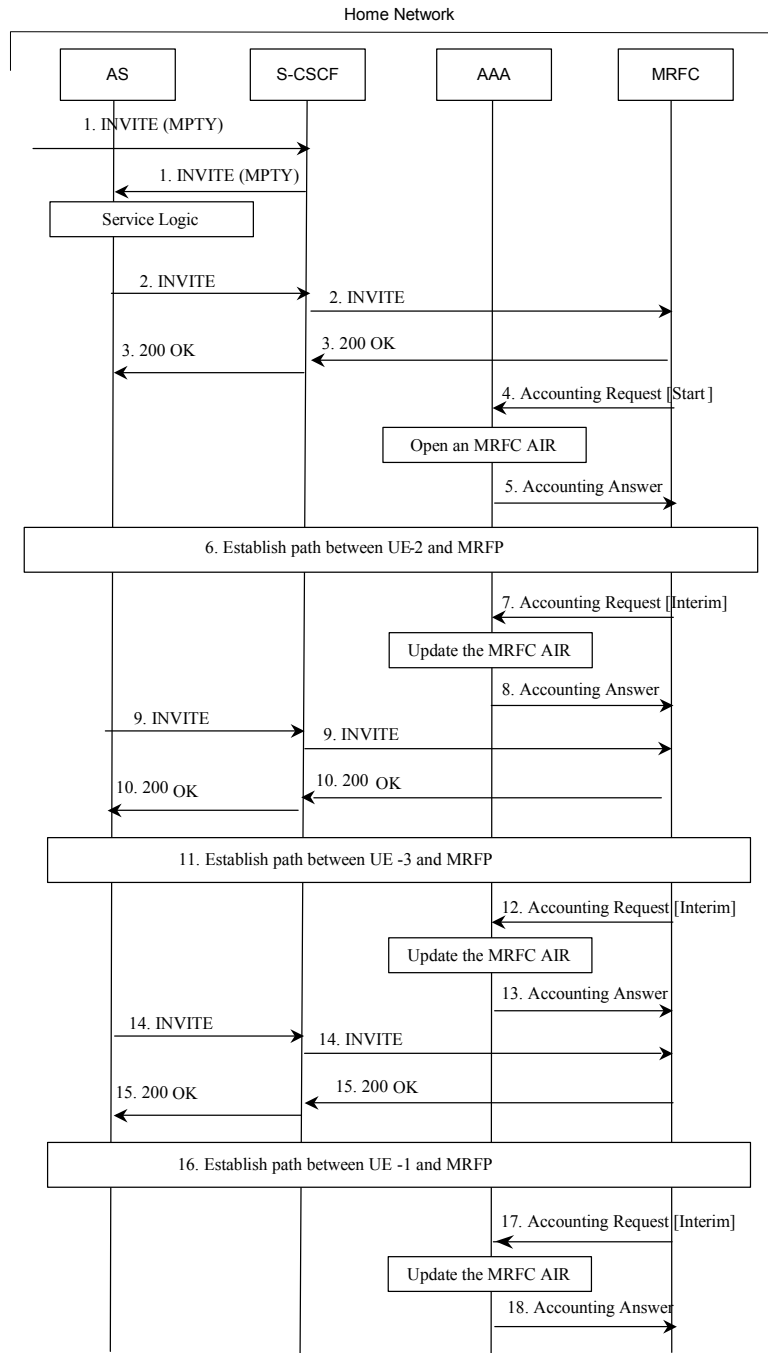 Home Network
AS
S-CSCF
AAA
MRFC
1. INVITE (MPTY)
1. INVITE (MPTY)
Service Logic
2. INVITE
2. INVITE
3. 200 OK
3. 200 OK
4. Accounting Request [Start]
Open an MRFC AIR
5. Accounting Answer
6. Establish path between UE-2 and MRFP
7. Accounting Request [Interim]
Update the MRFC AIR
8. Accounting Answer
9. INVITE
9. INVITE
10. 200 OK
10. 200 OK
11. Establish path between UE -3 and MRFP
12. Accounting Request [Interim]
Update the MRFC AIR
13. Accounting Answer
14. INVITE
14. INVITE
15. 200 OK
15. 200 OK
16. Establish path between UE -1 and MRFP
17. Accounting Request [Interim]
Update the MRFC AIR
18. Accounting Answer